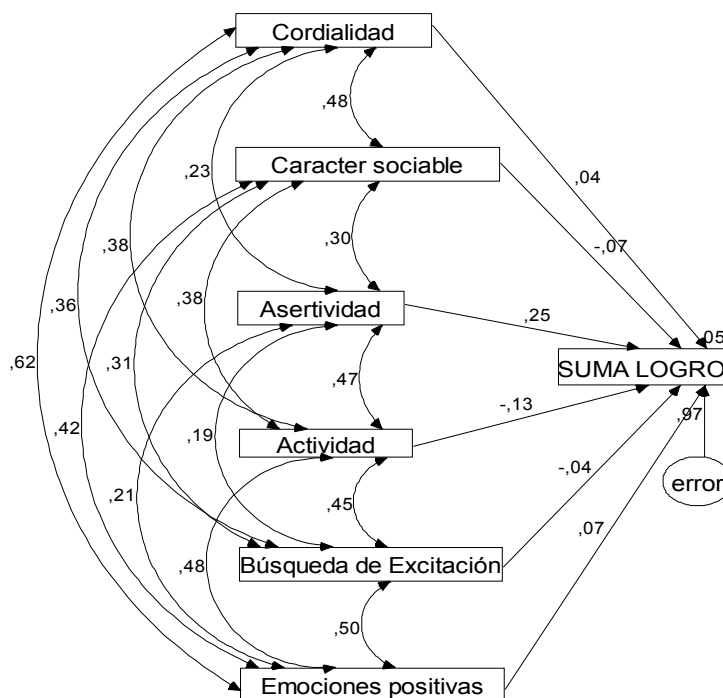 Cordialidad
,48
,04
Caracter sociable
,23
-,07
,30
,38
,38
Asertividad
,25
,36
,31
,05
SUMA LOGRO
,62
,47
,97
,42
,19
Actividad
-,13
-,04
error
,21
,45
,07
Búsqueda de Excitación
,48
,50
Emociones positivas